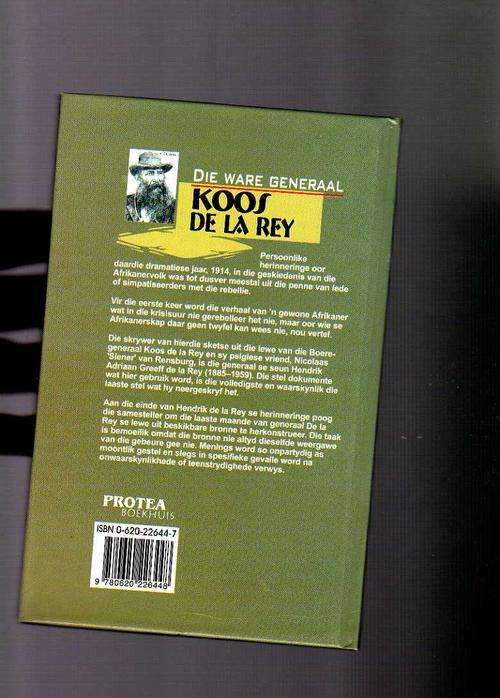 DIE WARE GENERAAL
KOOS
DE LA REY
Persoonlike
herinneringe oor
daardie dramatiese jaar, 1914, in die geskiedenis van die
Afrikanervolk was tot dusver meestal uit die penne van lede
of simpatiseerders met die rebellie.
Vir die eerste keer word die verhaal van 'n gewone Afrikaner
wat in die krisisuur nie gerebelleer het nie, maar oor wie se
Afrikanerskap daar geen twyfel kan wees nie, nou vertel.
Die skrywer van hierdie sketse uit die lewe van die Boere-
generaal Koos de la Rey en sy psigiese vriend, Nicolaas
'Siener' van Rensburg, is die generaal se seun Hendrik
Adriaan Greeff de la Rey (1885–1959). Die stel dokumente
wat hier gebruik word, is die volledigste en waarskynlik die
laaste stel wat hy neergeskryf het.
Aan die einde van Hendrik de la Rey se herinneringe poog
die samesteller om die laaste maande van generaal De la
Rey se lewe uit beskikbare bronne te herkonstrueer. Die taak
is bemoeilik omdat die bronne nie altyd dieselfde weergawe
van die gebeure gee nie. Menings word so onpartydig as
moontlik gestel en slegs in spesifieke gevalle word na
onwaarskynlikhede of teenstrydighede verwys.
PROTEA
BOEKHUIS
ISBN 0-620-22644-7
9 780620 226448